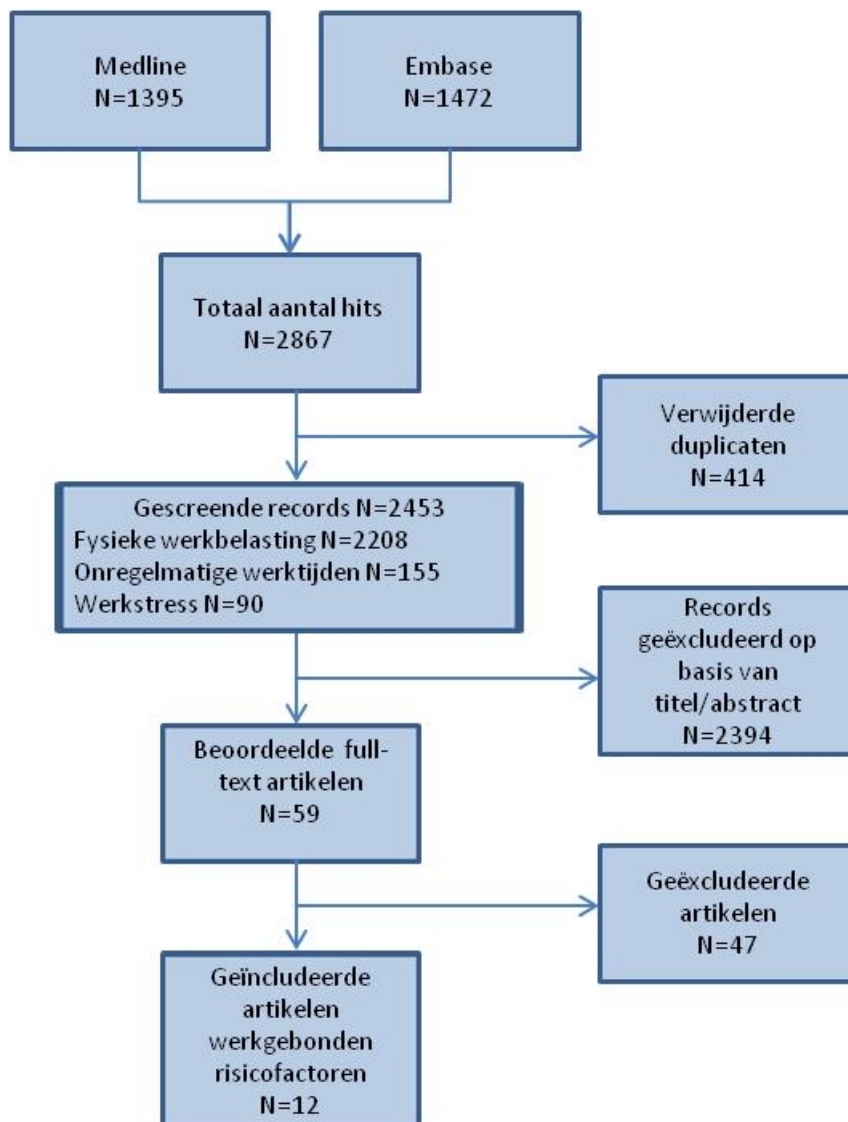 Medline
N=1395
Embase
N=1472
Totaal aantal hits
N=2867
Verwijderde
duplicaten
N=414
Gescreende records N=2453
Fysieke werkbelasting N=2208
Onregelmatige werktijden N=155
Werkstress N=90
Records
geëxcludeerd op
basis van
titel/abstract
N=2394
Beoordeelde full-
text artikelen
N=59
Geëxcludeerde
artikelen
N=47
Geïncludeerde
artikelen
werkgebonden
risicofactoren
N=12